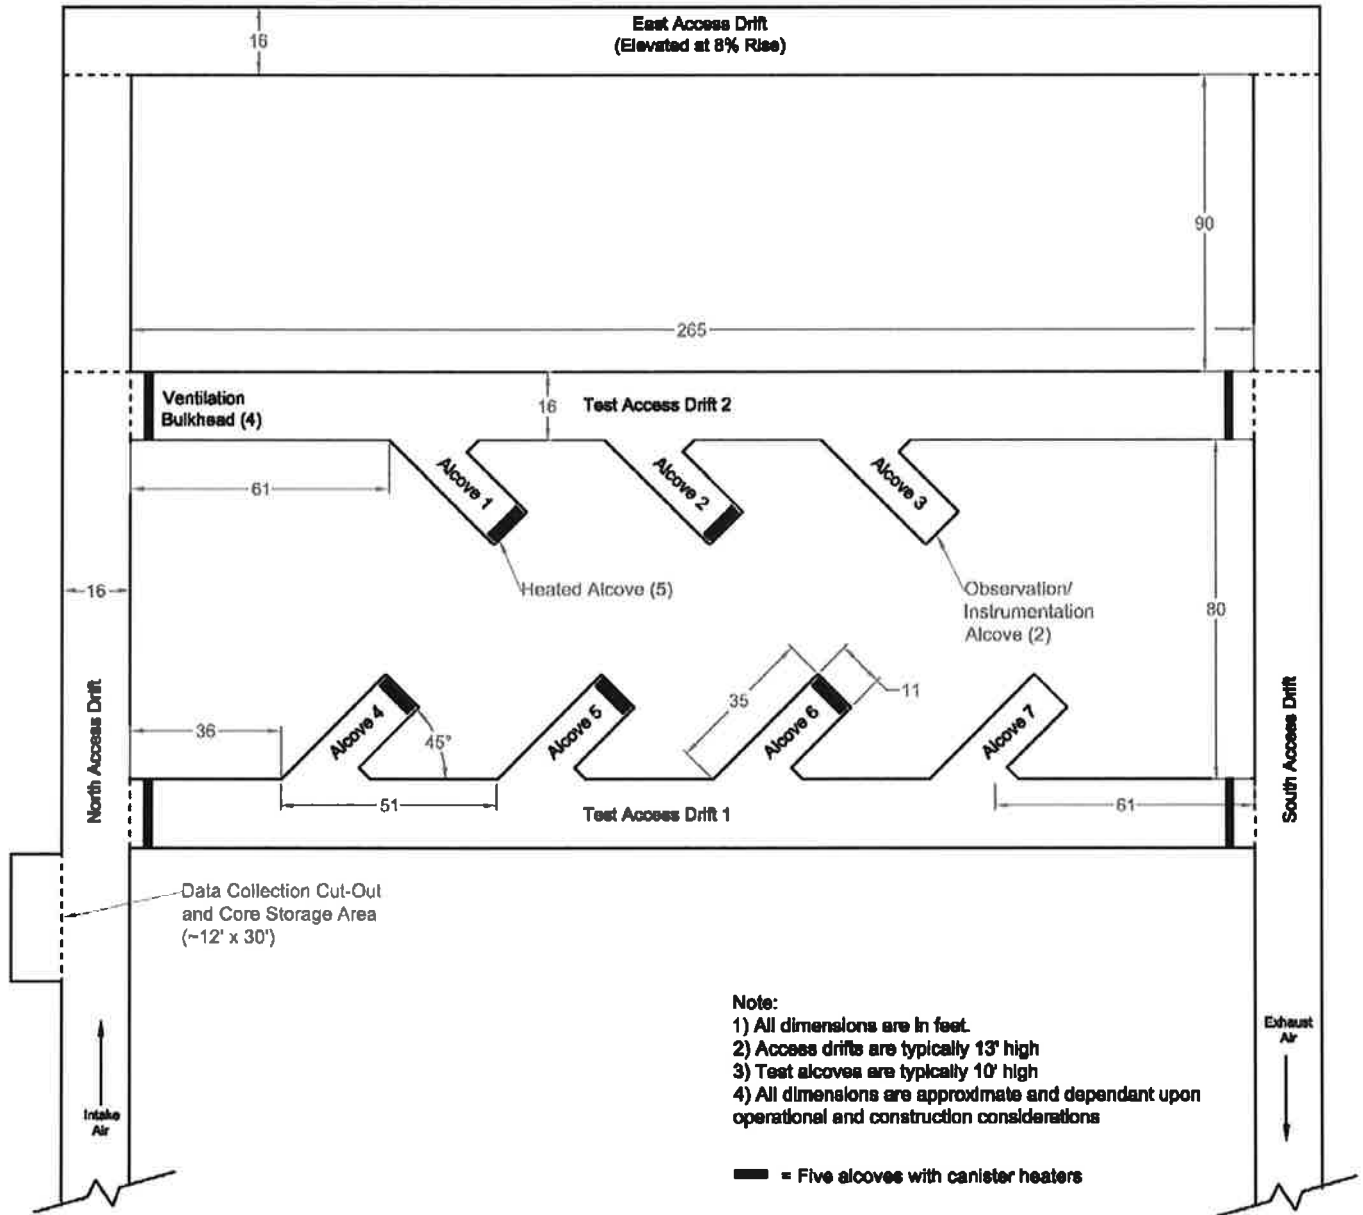 East Access Drift
(Elevated at 8% Rise)
16
90
265
Ventilation
Bulkhead (4)
16
Test Access Drift 2
61
Alcove 1
Alcove 2
Alcove 3
16
Heated Alcove (5)
Observation/
Instrumentation
Alcove (2)
80
North Access Drift
South Access Drift
36
Alcove 4
45°
Alcove 5
35
Alcove 6
11
Alcove 7
51
Test Access Drift 1
61
Data Collection Cut-Out
and Core Storage Area
(~12' x 30')
Intake
Air
Exhaust
Air
Note:
1) All dimensions are in feet.
2) Access drifts are typically 13' high
3) Test alcoves are typically 10' high
4) All dimensions are approximate and dependant upon
operational and construction considerations
= Five alcoves with canister heaters